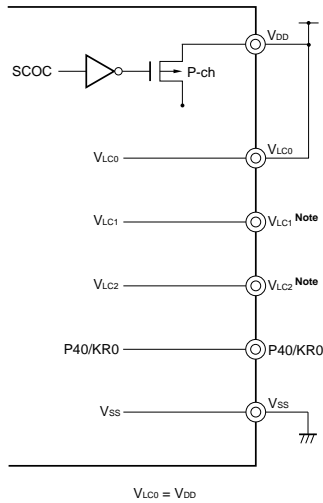 VDD
SCOC
P-ch
VLC0 VLC0
VLC1 VLC1 Note
VLC2 VLC2 Note
P40/KR0 P40/KR0
VSS VSS
VLC0 = VDD